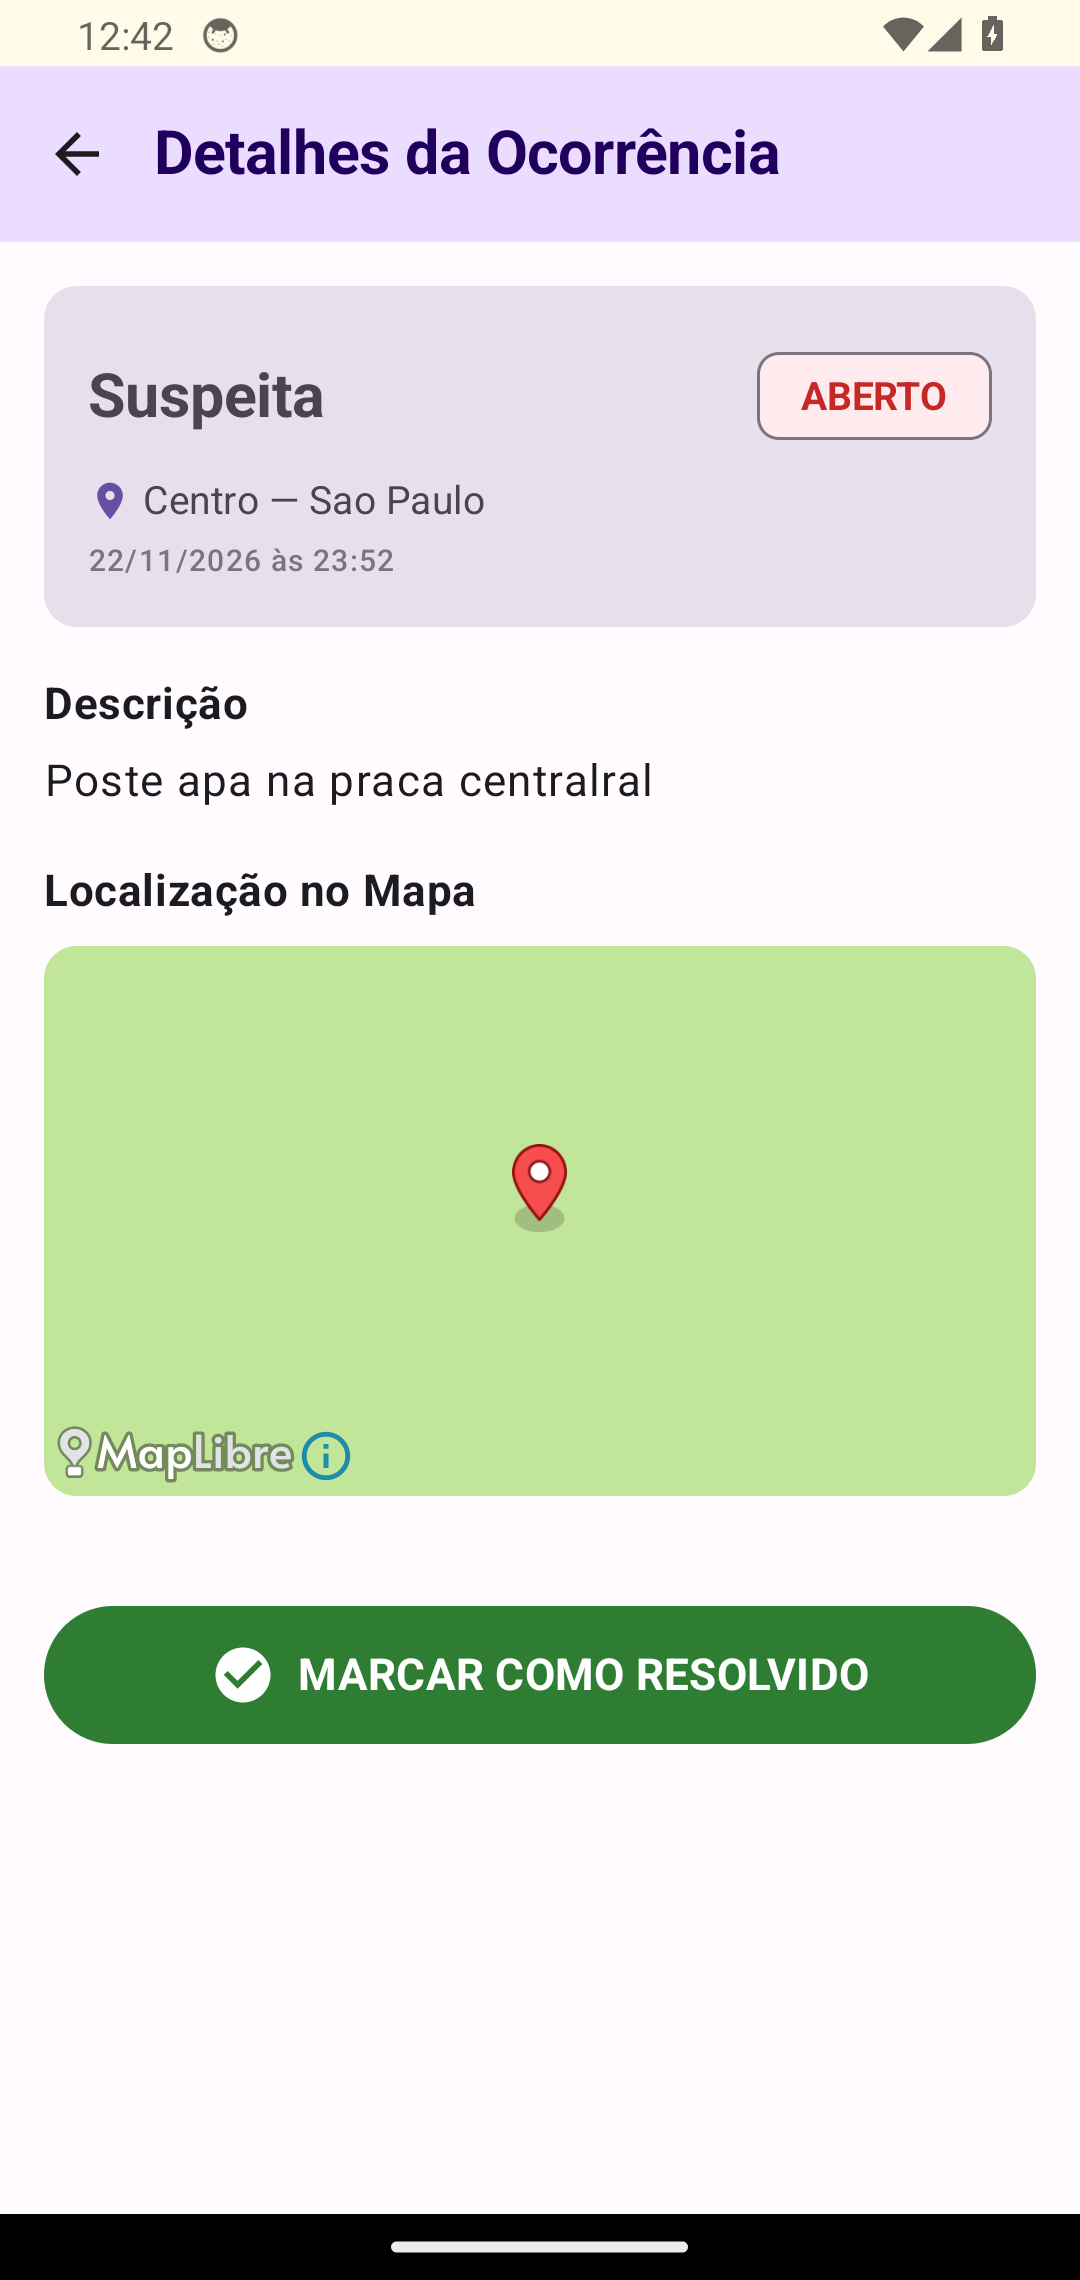 12:42
Detalhes da Ocorrência
Suspeita
ABERTO
Centro — Sao Paulo
22/11/2026 às 23:52
Descrição
Poste apa na praca centralral
Localização no Mapa
MapLibre
MARCAR COMO RESOLVIDO